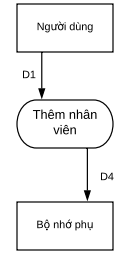 Người dùng
D1
Thêm nhân
viên
D4
Bộ nhớ phụ